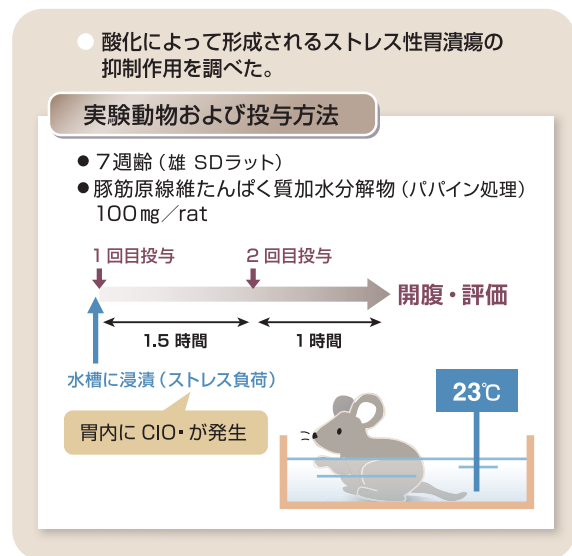 酸化によって形成されるストレス性胃潰瘍の
抑制作用を調べた。
実験動物および投与方法
● 7週齢（雄 SDラット）
● 豚筋原線維たんぱく質加水分解物（パパイン処理）
100㎎／rat
1回目投与 2回目投与
開腹・評価
1.5 時間 1 時間
水槽に浸漬（ストレス負荷）
23℃
胃内に ClO・が発生